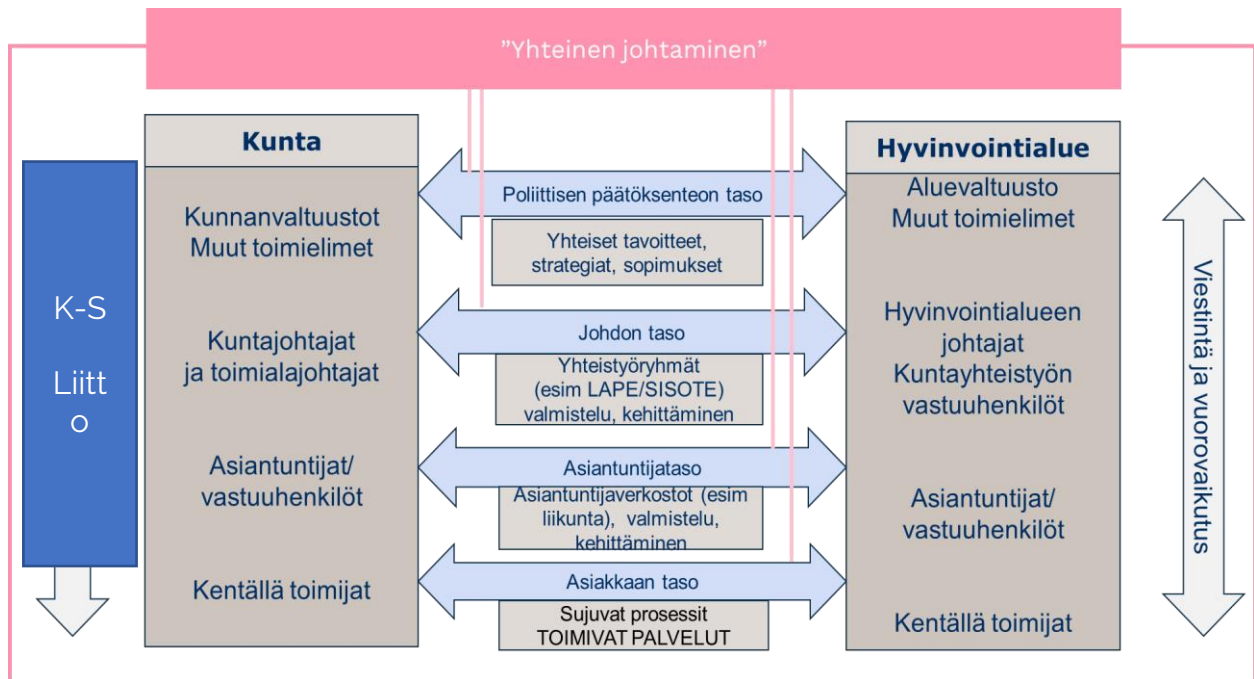 ”Yhteinen johtaminen”
K-S
Liitt
o
Kunta
Kunnanvaltuustot
Muut toimielimet
Kuntajohtajat
ja toimialajohtajat
Asiantuntijat/
vastuuhenkilöt
Kentällä toimijat
Poliittisen päätöksenteon taso
Yhteiset tavoitteet,
strategiat, sopimukset
Johdon taso
Yhteistyöryhmät
(esim LAPE/SISOTE)
valmistelu, kehittäminen
Asiantuntijataso
Asiantuntijaverkostot (esim
liikunta), valmistelu,
kehittäminen
Asiakkaan taso
Sujuvat prosessit
TOIMIVAT PALVELUT
Hyvinvointialue
Aluevaltuusto
Muut toimielimet
Hyvinvointialueen
johtajat
Kuntayhteistyön
vastuuhenkilöt
Asiantuntijat/
vastuuhenkilöt
Kentällä toimijat
Viestintä ja vuorovaikutus